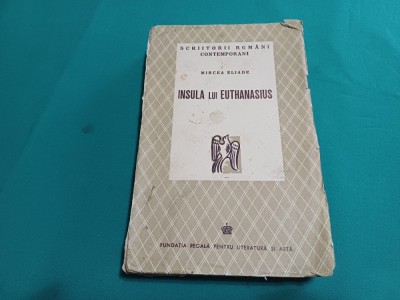 SCRIITORII ROMÂNI
CONTEMPORANI
MIRCEA ELIADE
INSULA LUI EUTHANASIUS
FUNDAȚIA REGALĂ PENTRU LITERATURĂ ȘI ARTĂ